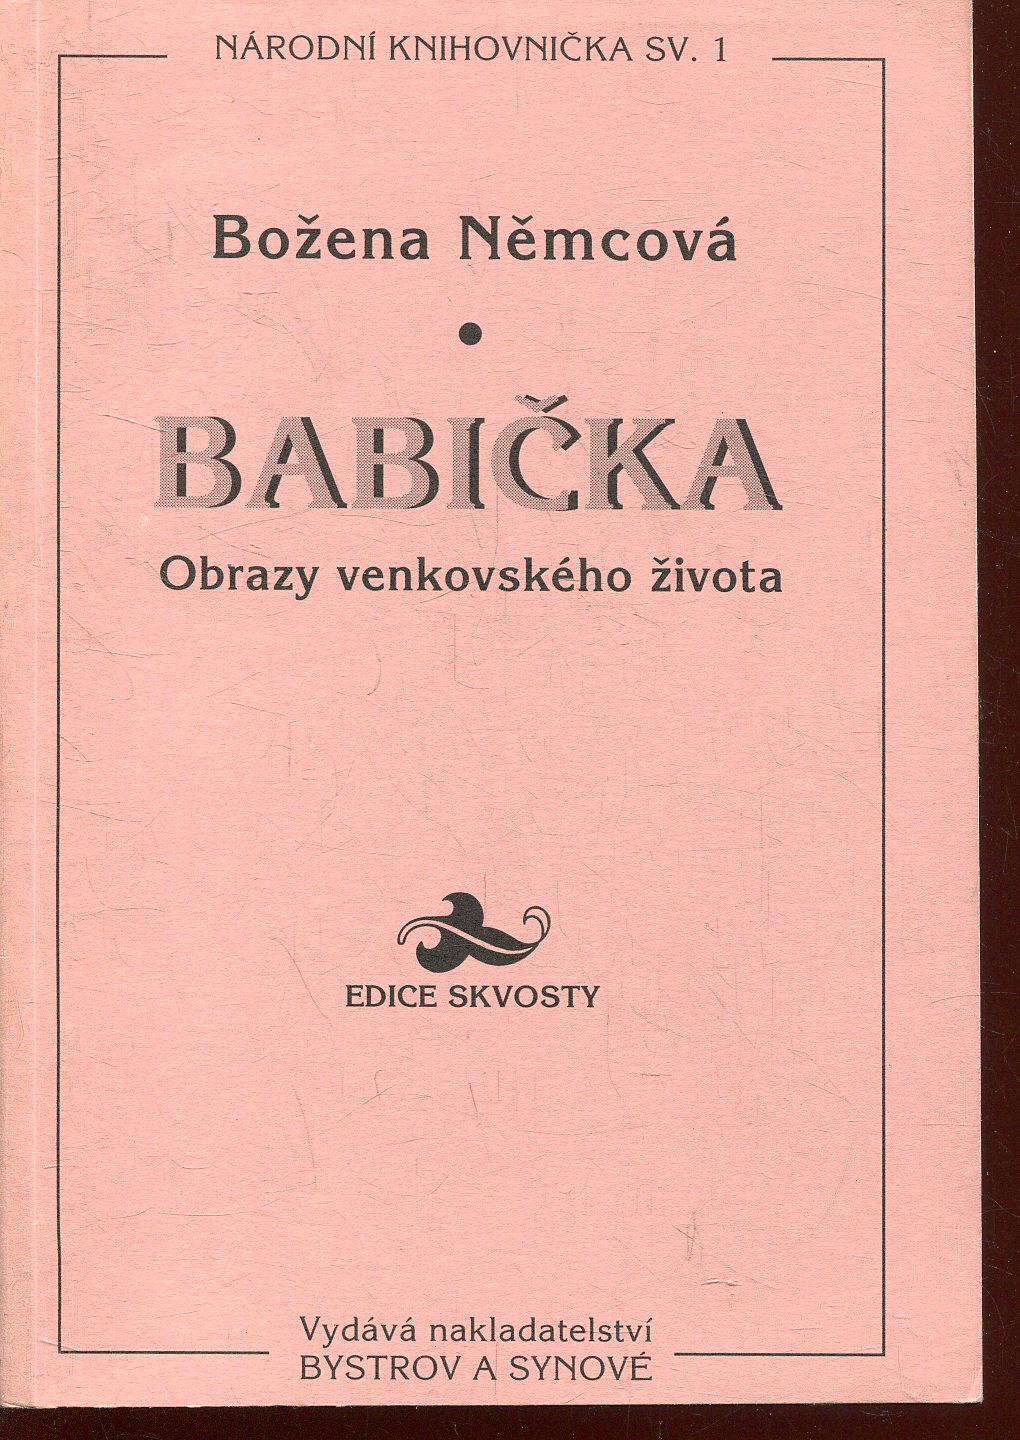 NÁRODNÍ KNIHOVNIČKA SV. 1
Božena Němcová
•
BABIČKA
Obrazy venkovského života
EDICE SKVOSTY
Vydává nakladatelství
BYSTROV A SYNOVÉ